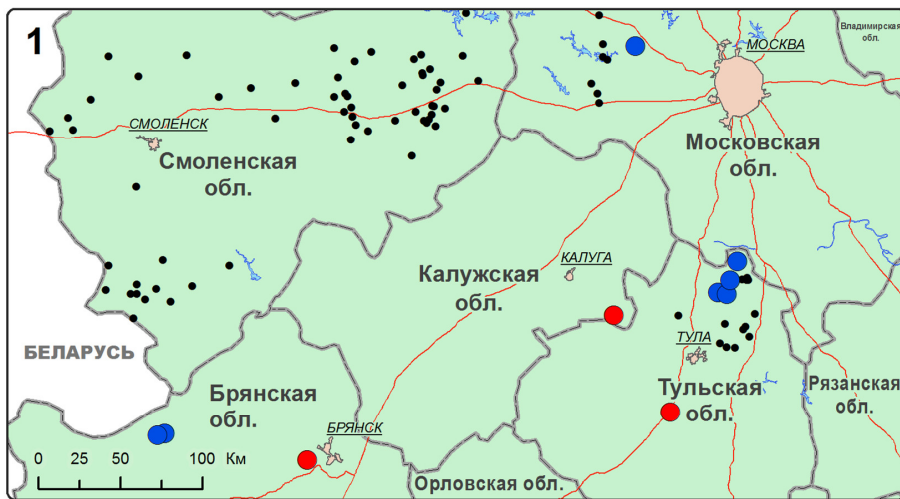 1
Владимирская
обл.
МОСКВА
СМОЛЕНСК
Смоленская
обл.
Московская
обл.
КАЛУГА
Калужская
обл.
ТУЛА
БЕЛАРУСЬ
Брянская
обл.
Тульская
обл.
Рязанская
обл.
БРЯНСК
0 25 50 100 Км
Орловская обл.